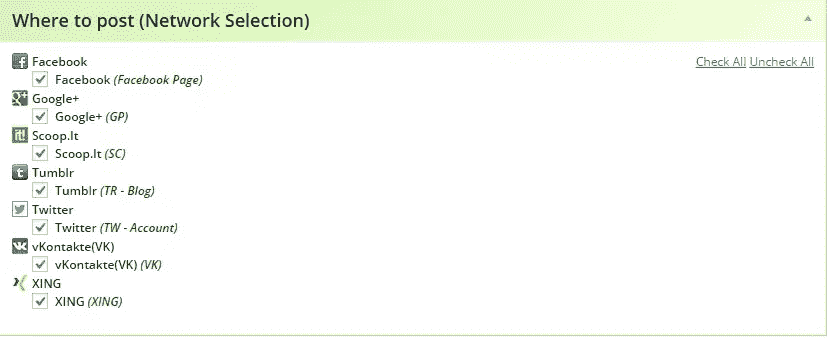 Where to post (Network Selection)
Facebook
Check All Uncheck All
Facebook (Facebook Page)
Google+
Google+ (GP)
Scoop.It
Scoop.It (SC)
Tumblr
Tumblr (TR - Blog)
Twitter
Twitter (TW - Account)
vKontakte(VK)
vKontakte(VK) (VK)
XING
XING (XING)